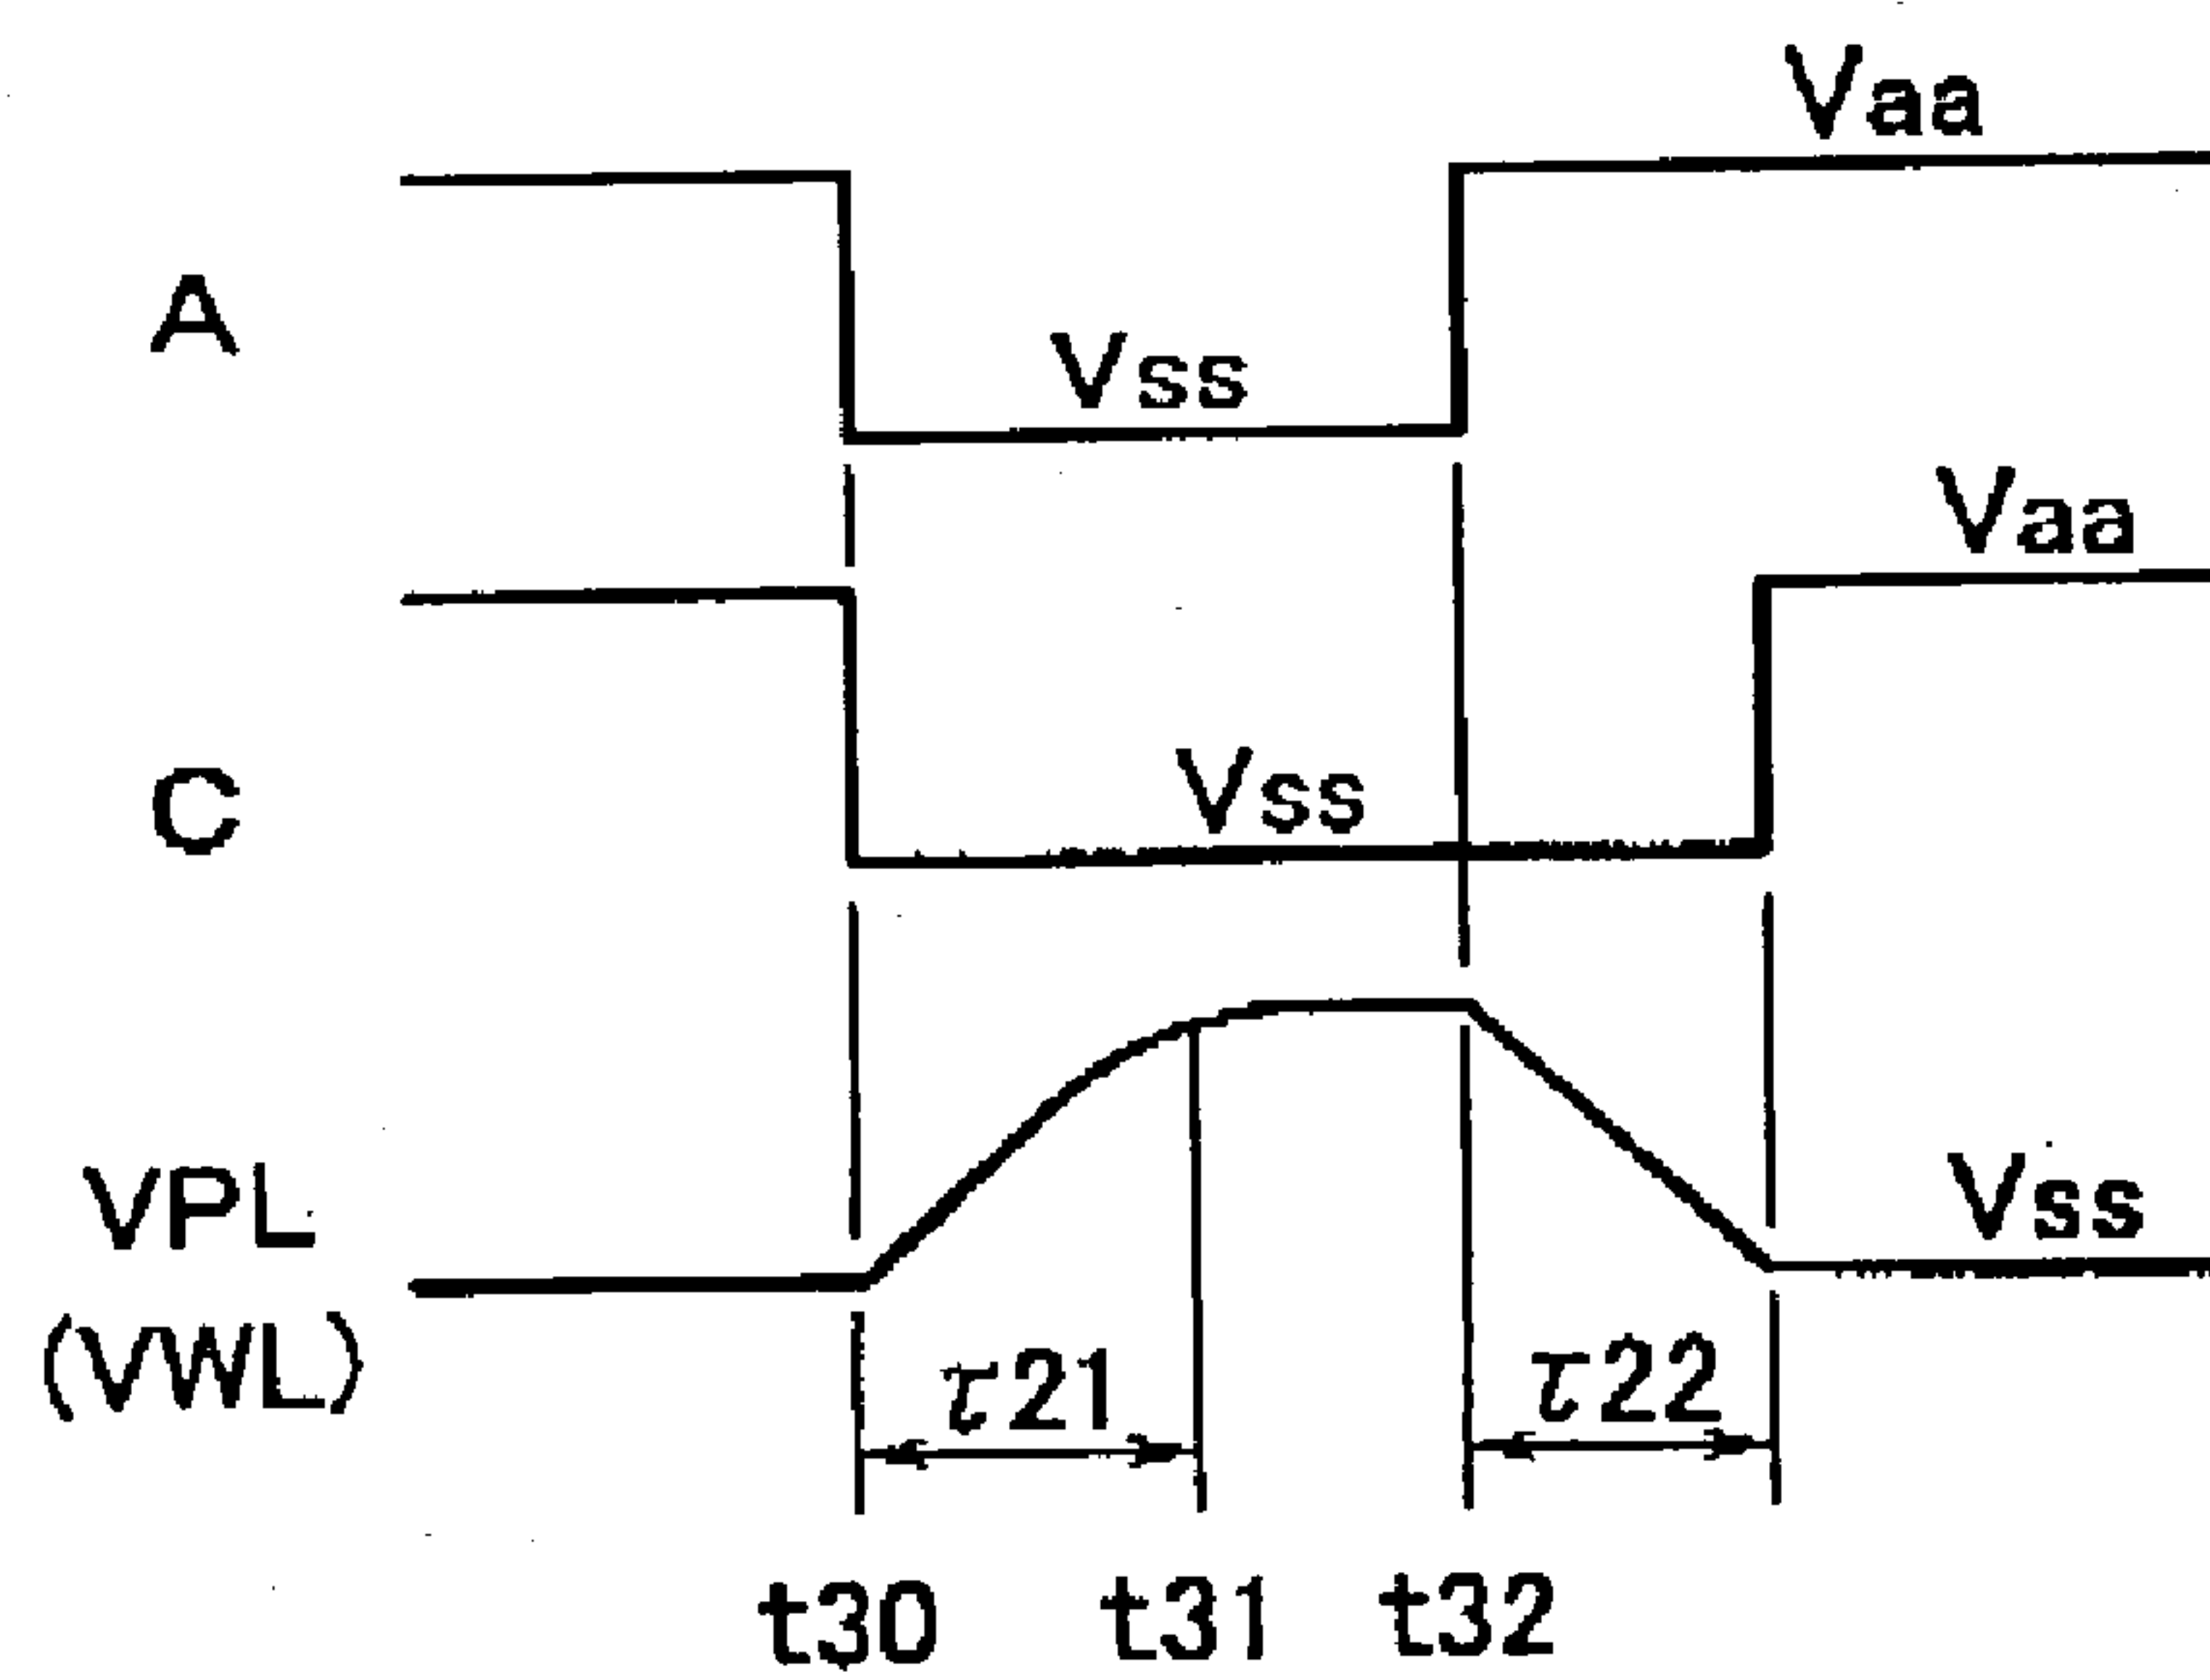 Vaa
A
Vss
Vaa
C
Vss
VPL
(VWL)
Vss
τ21
τ22
t30
t31
t32